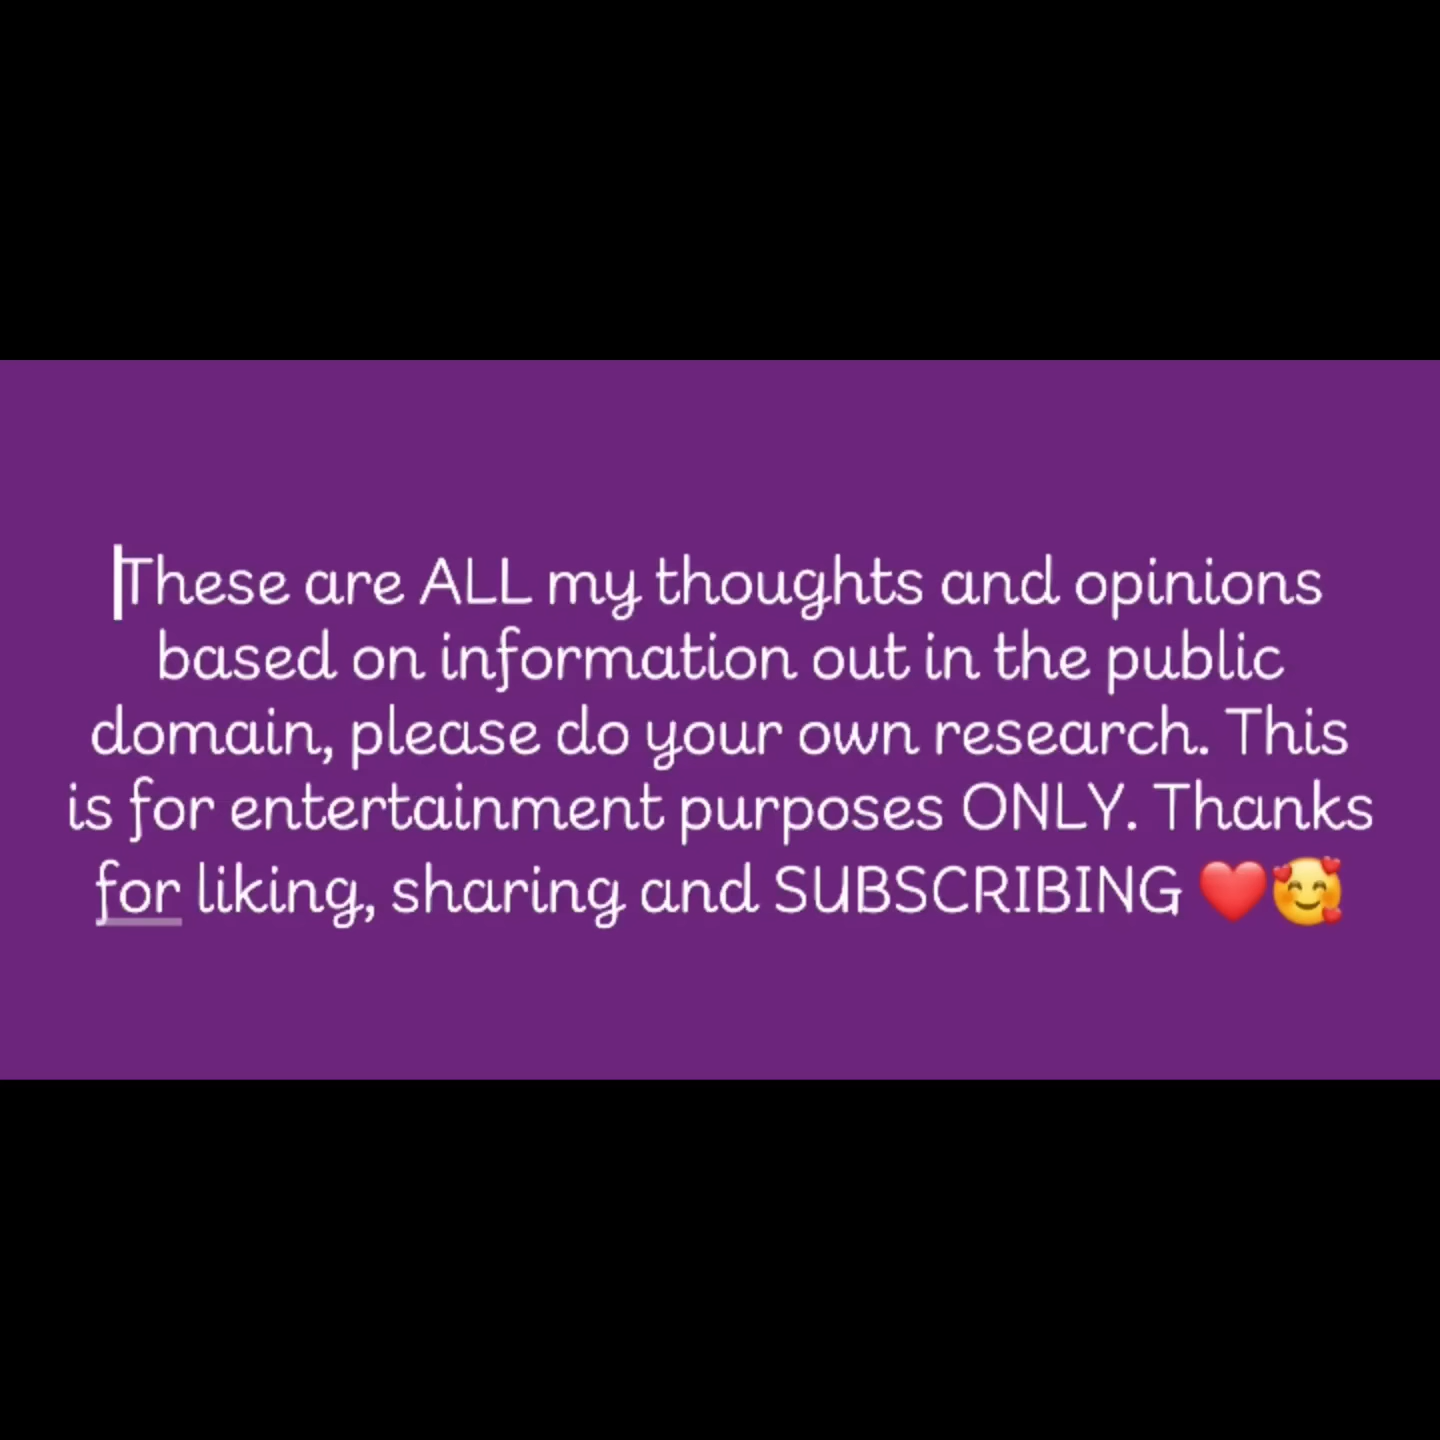 These are ALL my thoughts and opinions
based on information out in the public
domain, please do your own research. This
is for entertainment purposes ONLY. Thanks
for liking, sharing and SUBSCRIBING ❤️🥰